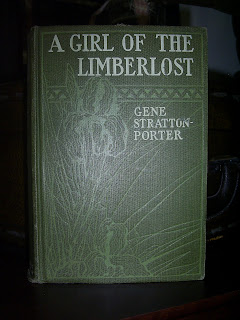 A GIRL OF THE
LIMBERLOST
GENE
STRATTON-
PORTER